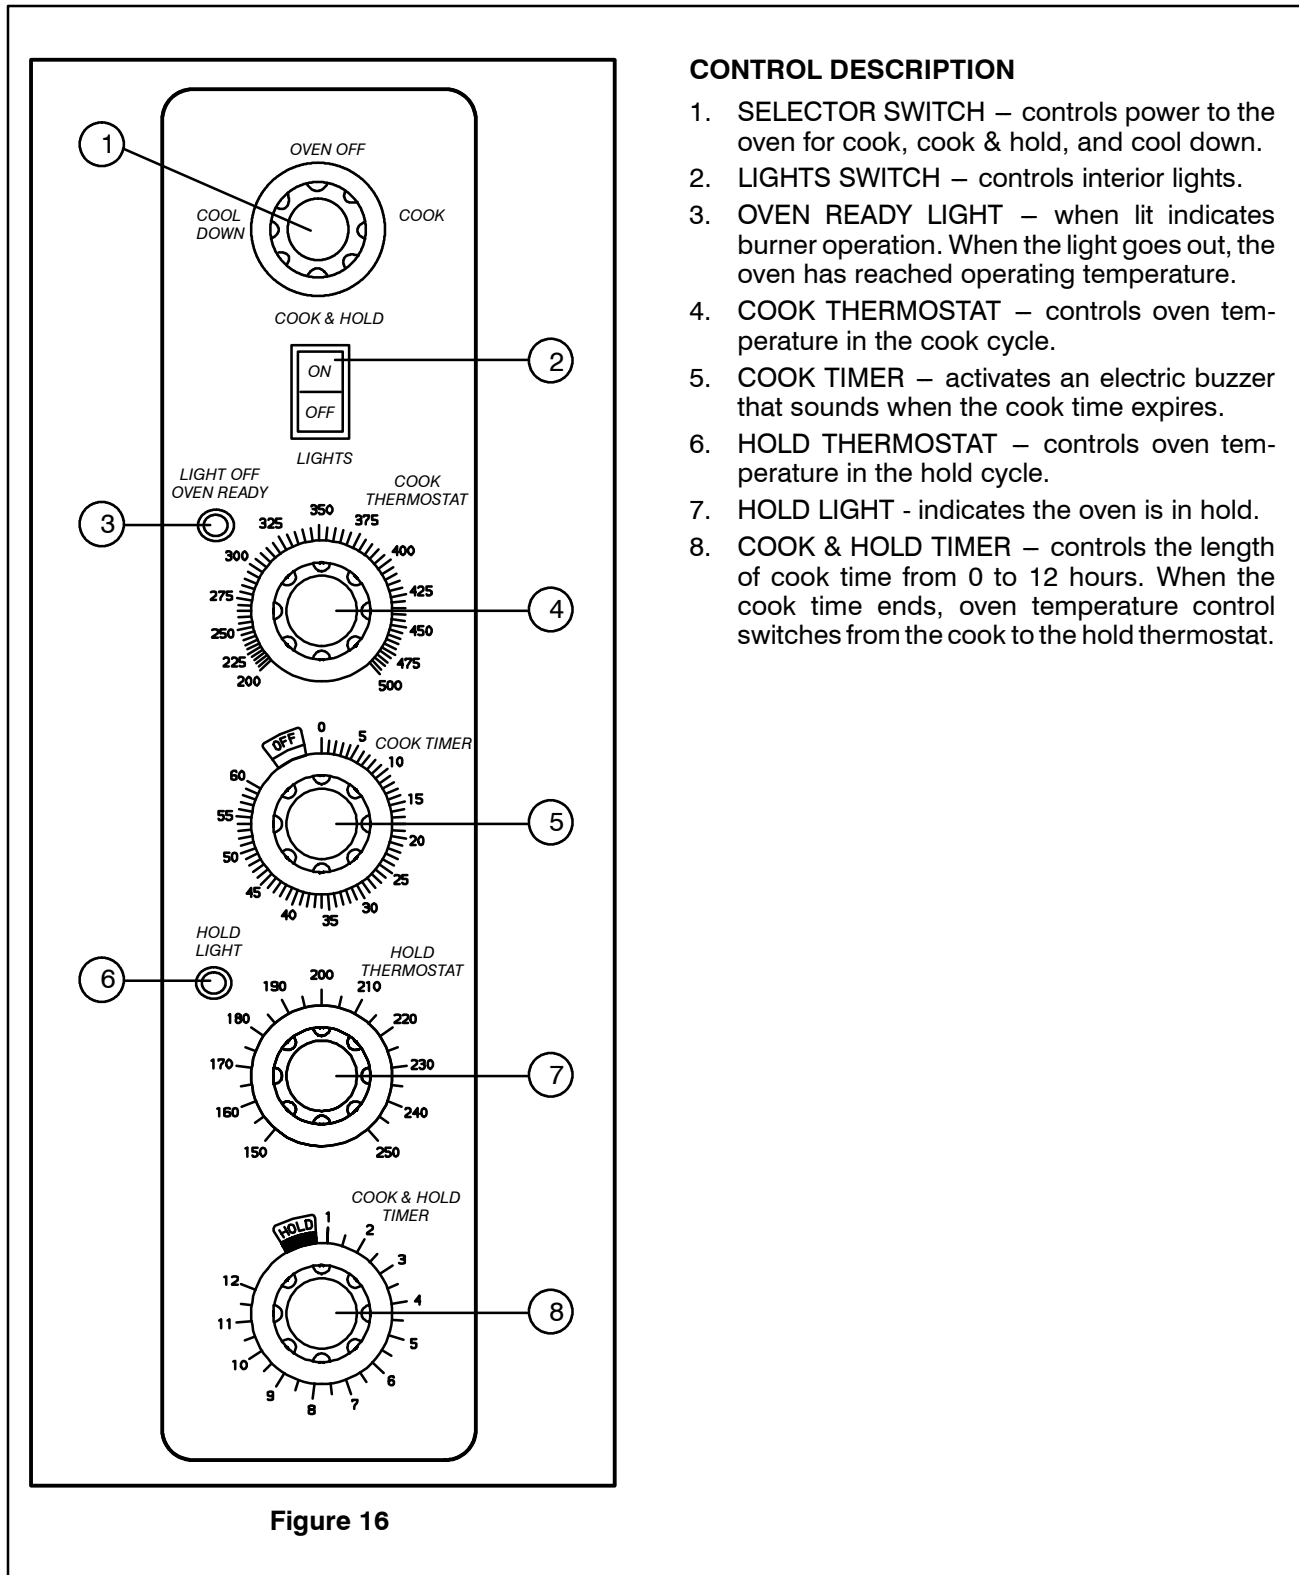 1
OVEN OFF
COOL
DOWN
COOK
COOK & HOLD
2
ON
OFF
LIGHTS
LIGHT OFF
OVEN READY
3
COOK
THERMOSTAT
200
225
250
275
300
325
350
375
400
425
450
475
500
4
COOK TIMER
OFF
0
5
10
15
20
25
30
35
40
45
50
55
60
5
HOLD
LIGHT
6
HOLD
THERMOSTAT
150
160
170
180
190
200
210
220
230
240
250
7
COOK & HOLD
TIMER
HOLD
1
2
3
4
5
6
7
8
9
10
11
12
8
Figure 16
CONTROL DESCRIPTION
1. SELECTOR SWITCH – controls power to the
oven for cook, cook & hold, and cool down.
2. LIGHTS SWITCH – controls interior lights.
3. OVEN READY LIGHT – when lit indicates
burner operation. When the light goes out, the
oven has reached operating temperature.
4. COOK THERMOSTAT – controls oven tem-
perature in the cook cycle.
5. COOK TIMER – activates an electric buzzer
that sounds when the cook time expires.
6. HOLD THERMOSTAT – controls oven tem-
perature in the hold cycle.
7. HOLD LIGHT - indicates the oven is in hold.
8. COOK & HOLD TIMER – controls the length
of cook time from 0 to 12 hours. When the
cook time ends, oven temperature control
switches from the cook to the hold thermostat.